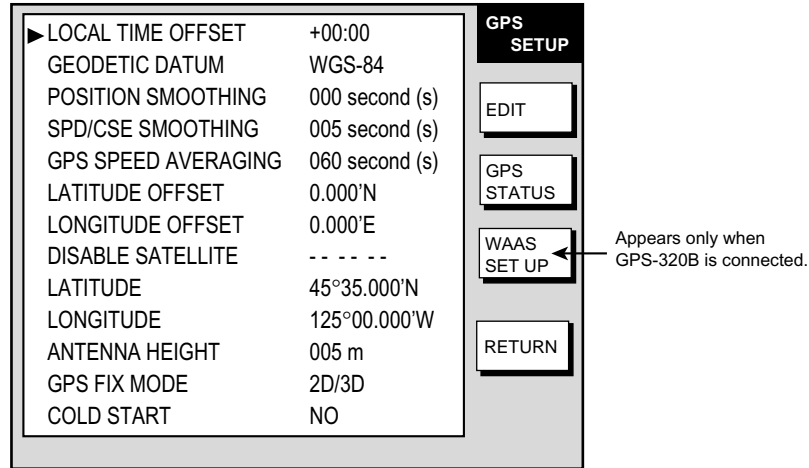 LOCAL TIME OFFSET +00:00
GEODETIC DATUM WGS-84
POSITION SMOOTHING 000 second (s)
SPD/CSE SMOOTHING 005 second (s)
GPS SPEED AVERAGING 060 second (s)
LATITUDE OFFSET 0.000'N
LONGITUDE OFFSET 0.000'E
DISABLE SATELLITE -- -- --
LATITUDE 45°35.000'N
LONGITUDE 125°00.000'W
ANTENNA HEIGHT 005 m
GPS FIX MODE 2D/3D
COLD START NO
GPS
SETUP
EDIT
GPS
STATUS
WAAS
SET UP
RETURN
Appears only when
GPS-320B is connected.